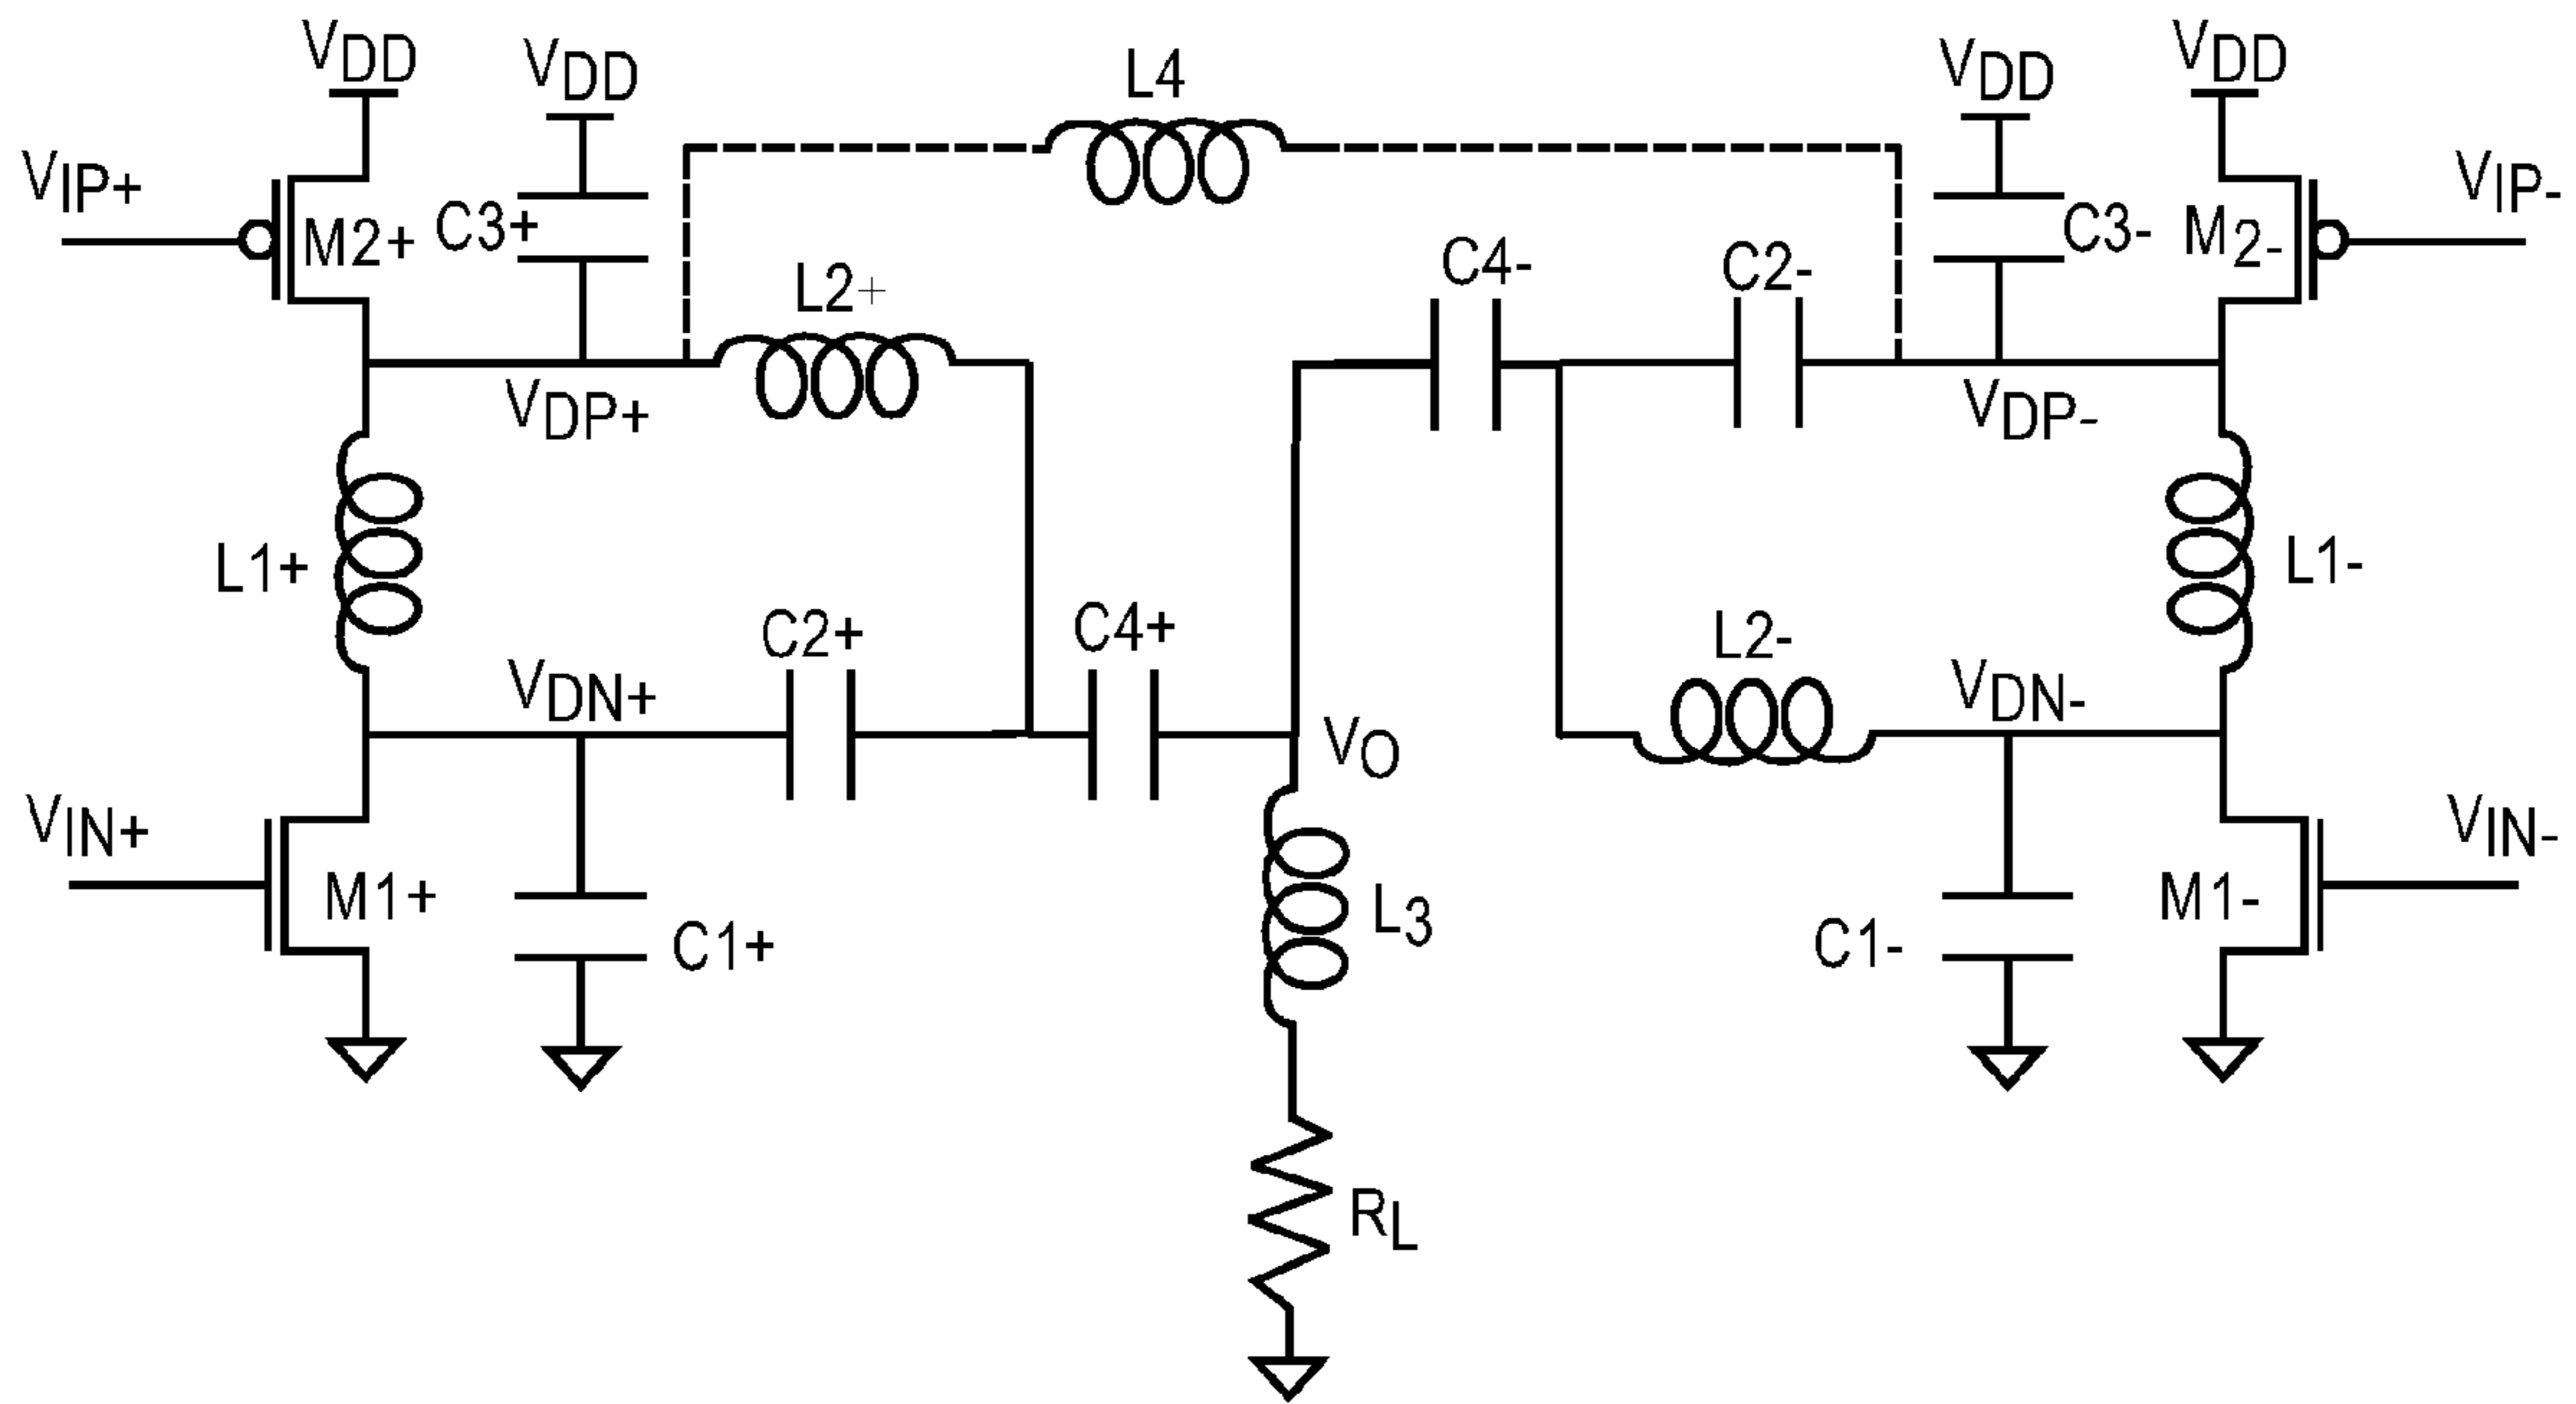 VDD
VDD
L4
VDD
VDD
VIP+
M2+
C3+
L2+
C4-
C2-
C3-
M2-
VIP-
VDP+
VDP-
L1+
L1-
VDN+
C2+
C4+
VO
L2-
VDN-
VIN+
M1+
C1+
L3
C1-
M1-
VIN-
RL